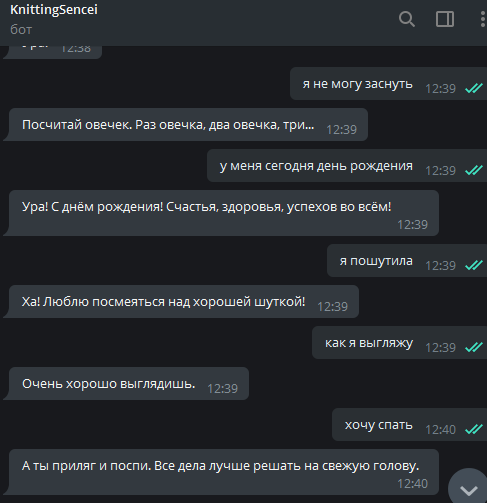 KnittingSencei
бот
12:38
я не могу заснуть 12:39
Посчитай овечек. Раз овечка, два овечка, три... 12:39
у меня сегодня день рождения 12:39
Ура! С днём рождения! Счастья, здоровья, успехов во всём!
12:39
я пошутила 12:39
Ха! Люблю посмеяться над хорошей шуткой! 12:39
как я выгляжу 12:39
Очень хорошо выглядишь. 12:39
хочу спать 12:40
А ты приляг и поспи. Все дела лучше решать на свежую голову.
12:40